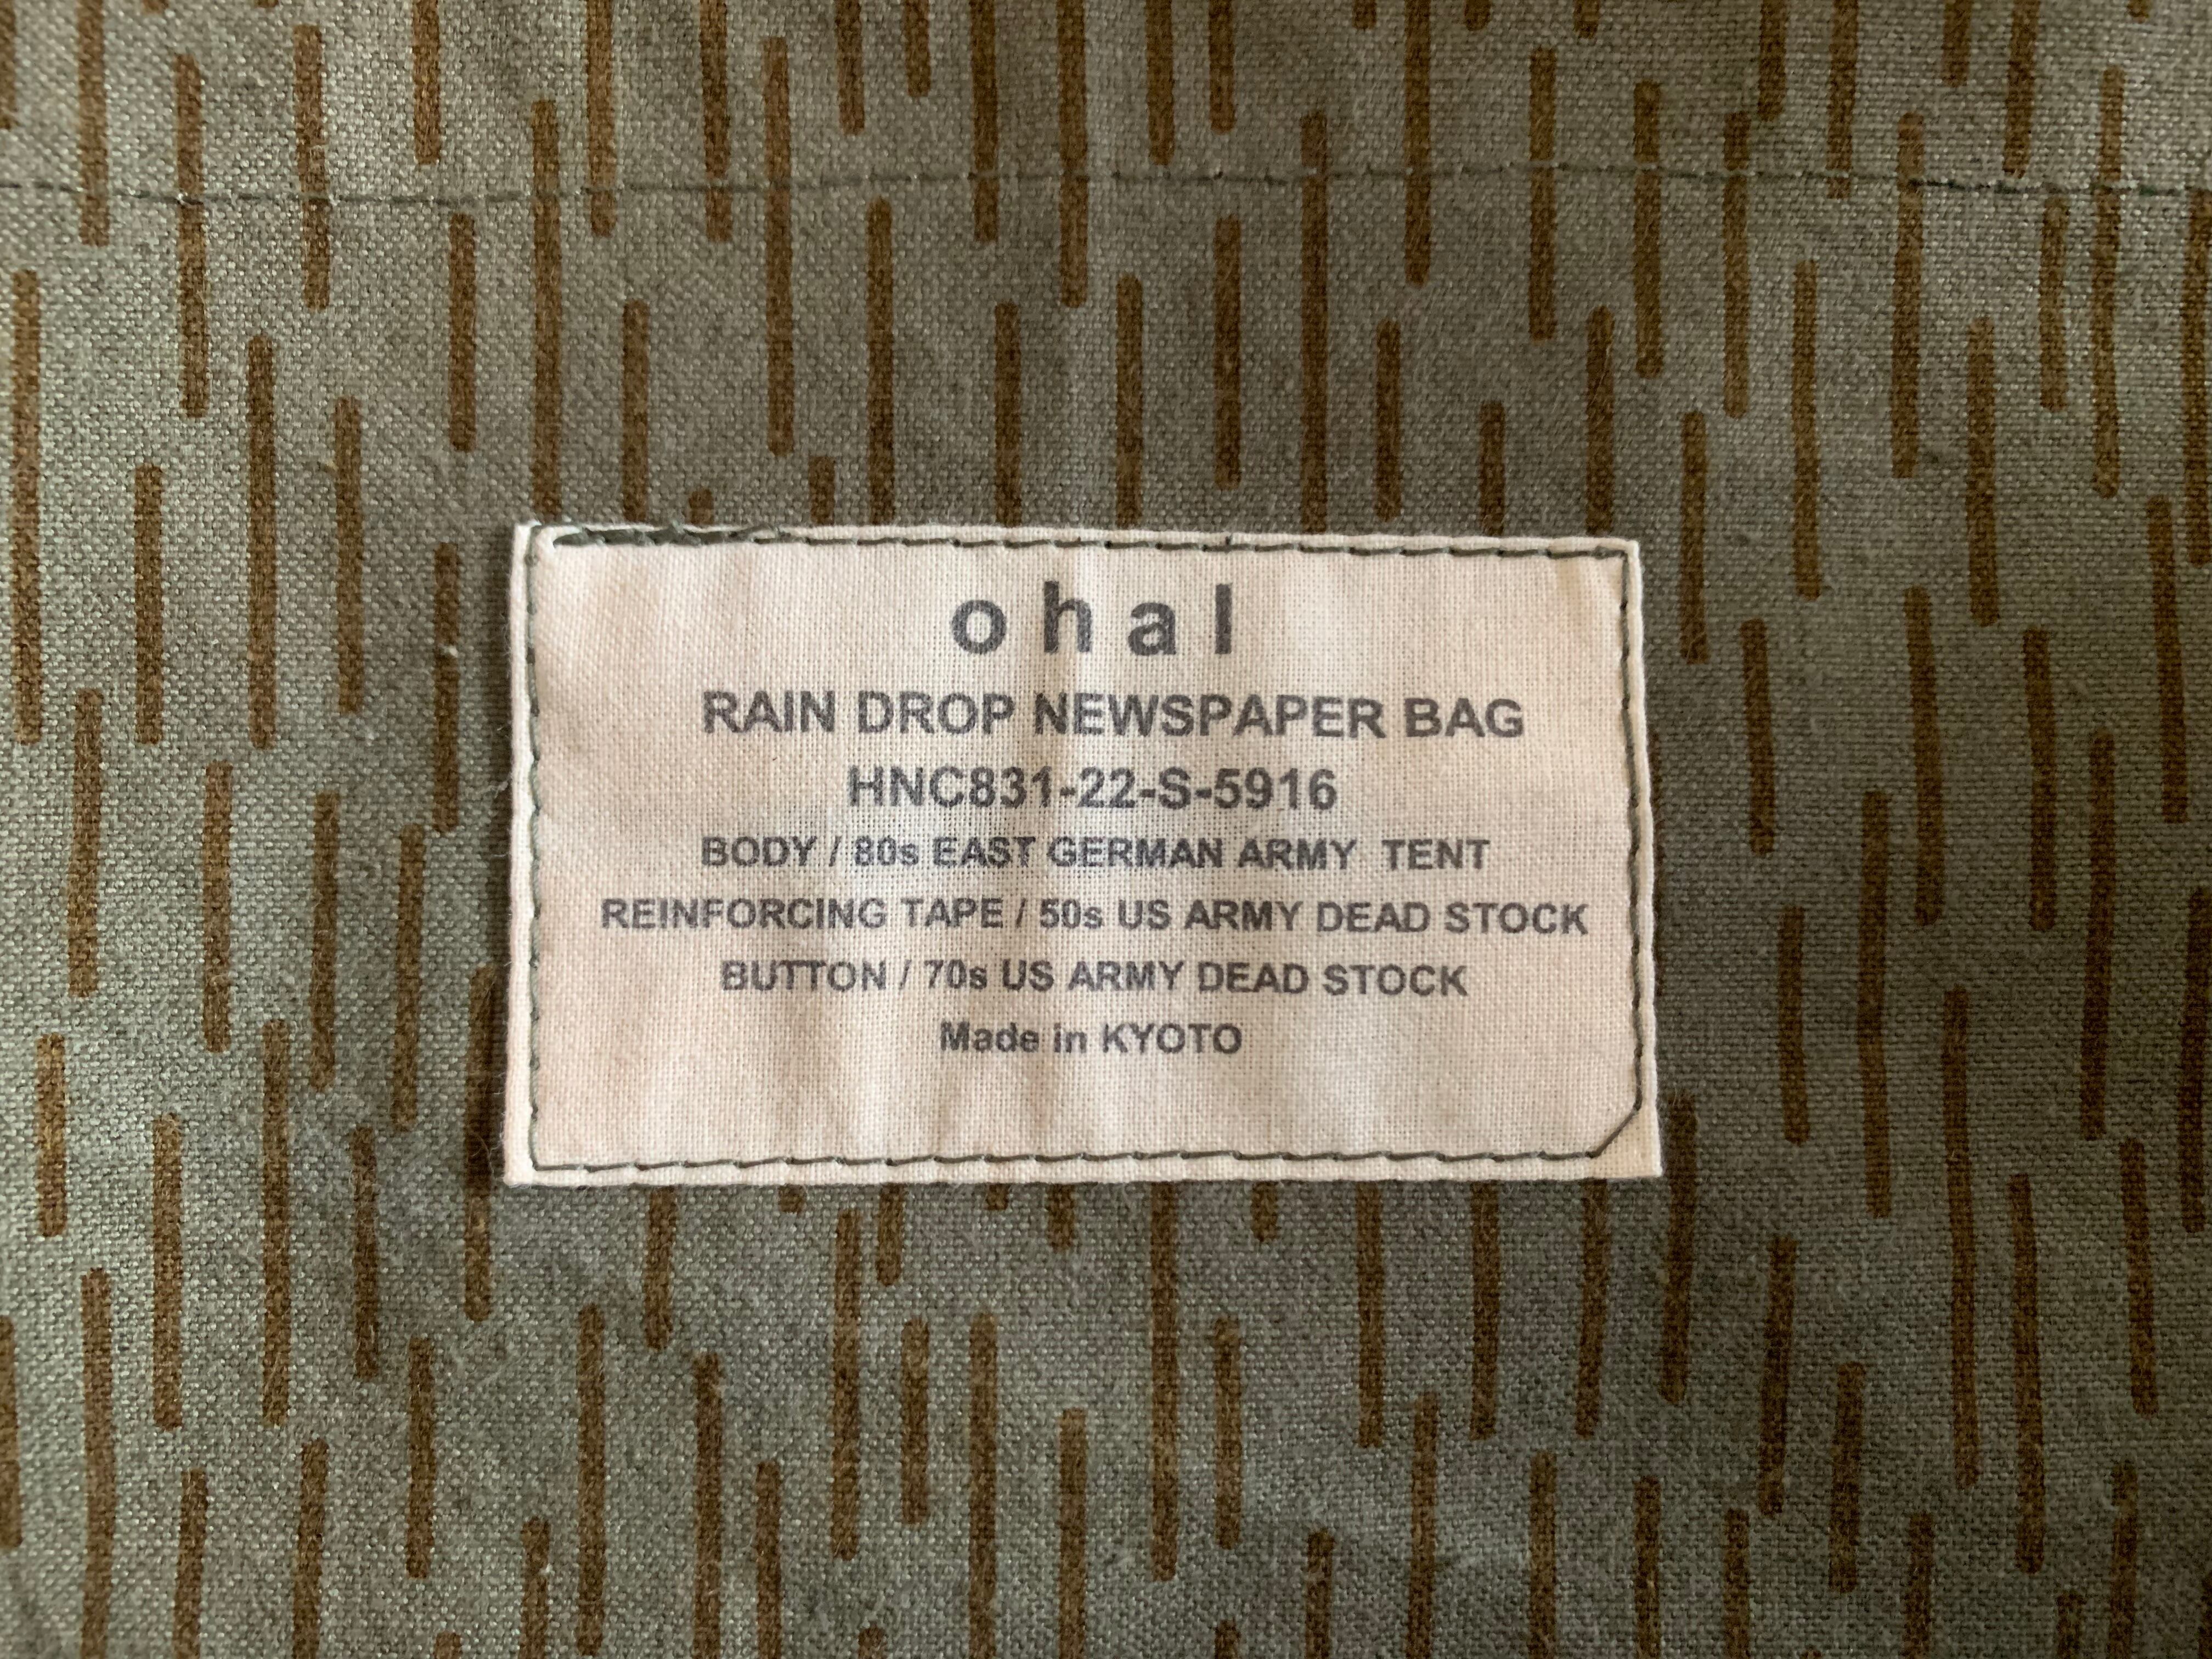 ohal
RAIN DROP NEWSPAPER BAG
HNC831-22-S-5916
BODY / 80s EAST GERMAN ARMY TENT
REINFORCING TAPE / 50s US ARMY DEAD STOCK
BUTTON / 70s US ARMY DEAD STOCK
Made in KYOTO